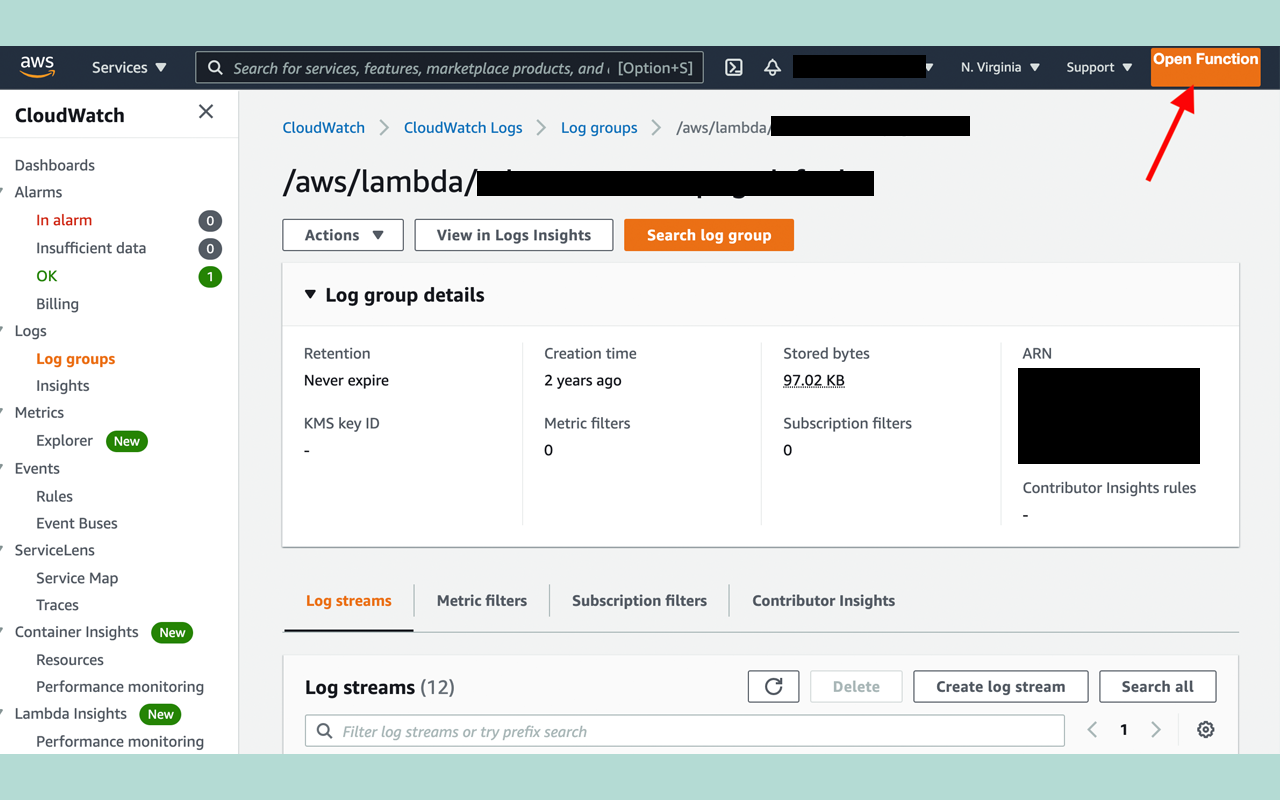 aws
Services
Search for services, features, marketplace products, and
[Option+S]
N. Virginia
Support
Open Function
CloudWatch
Dashboards
Alarms
In alarm 0
Insufficient data 0
OK 1
Billing
Logs
Log groups
Insights
Metrics
Explorer New
Events
Rules
Event Buses
ServiceLens
Service Map
Traces
Container Insights New
Resources
Performance monitoring
Lambda Insights New
Performance monitoring
CloudWatch
CloudWatch Logs
Log groups
/aws/lambda/
/aws/lambda/
Actions
View in Logs Insights
Search log group
Log group details
Retention
Never expire
KMS key ID
-
Creation time
2 years ago
Metric filters
0
Stored bytes
97.02 KB
Subscription filters
0
ARN
Contributor Insights rules
-
Log streams
Metric filters
Subscription filters
Contributor Insights
Log streams (12)
Delete
Create log stream
Search all
Filter log streams or try prefix search
1